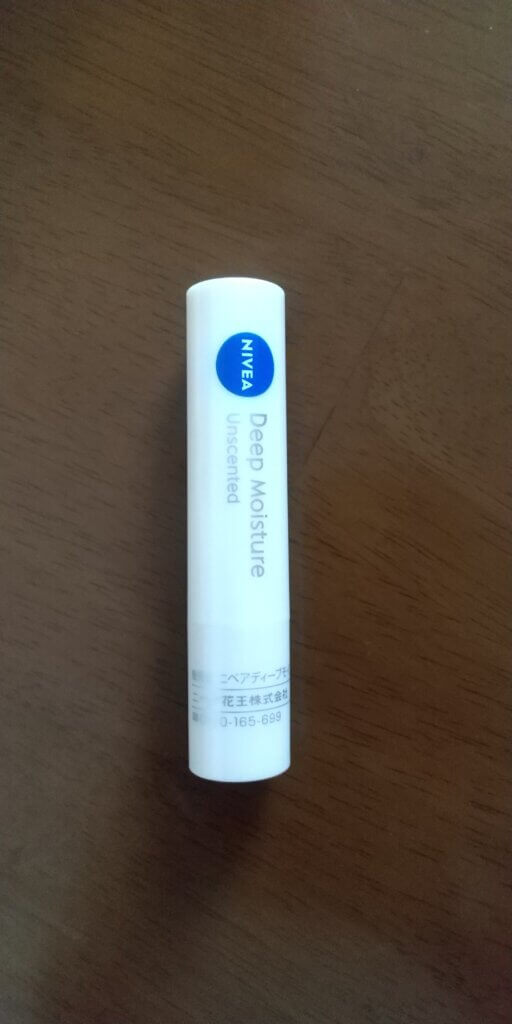 NIVEA
Deep Moisture
Unscented
ニベアディープモ
花王株式会社
0-165-699